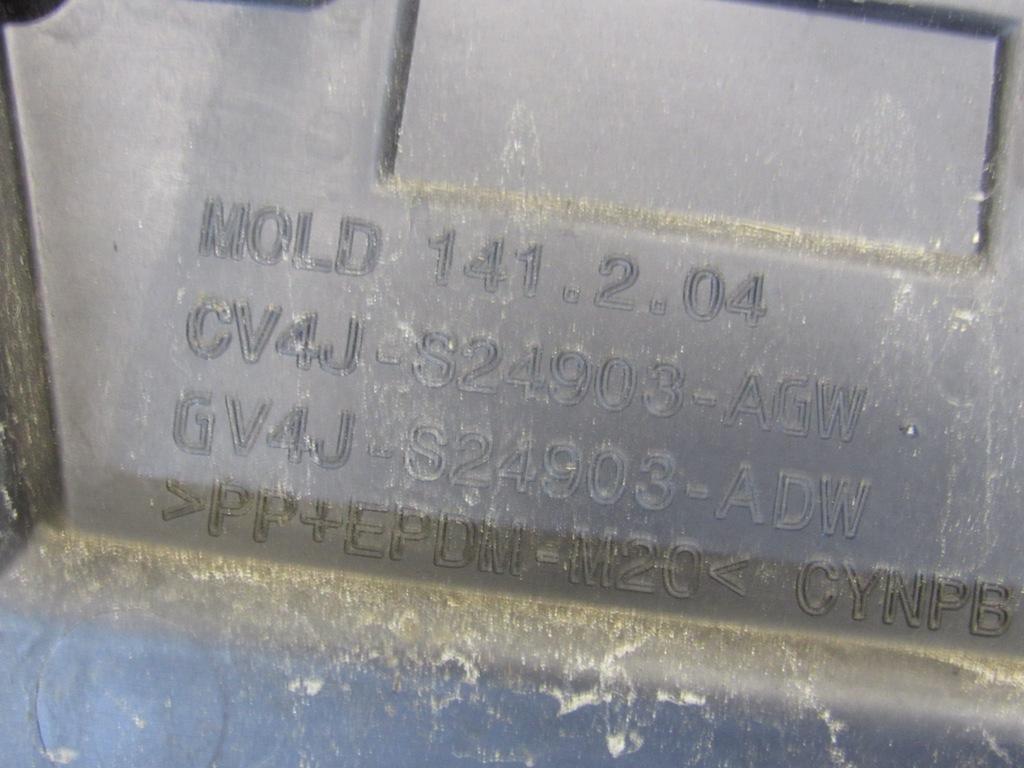 MOLD 141.2.04
CV4J-S24903-AGW
GV4J-S24903-ADW
>PP+EPDM-M20< CYNPB